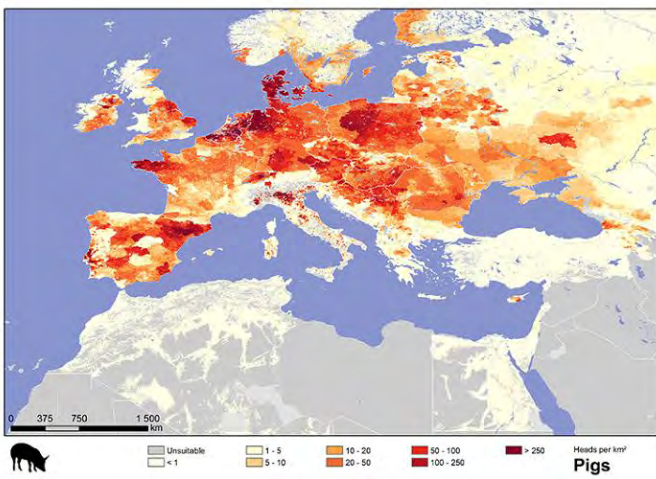 0 375 750 1 500
km
Unsuitable 1 - 5 10 - 20 50 - 100 > 250 Heads per km²
< 1 5 - 10 20 - 50 100 - 250 Pigs